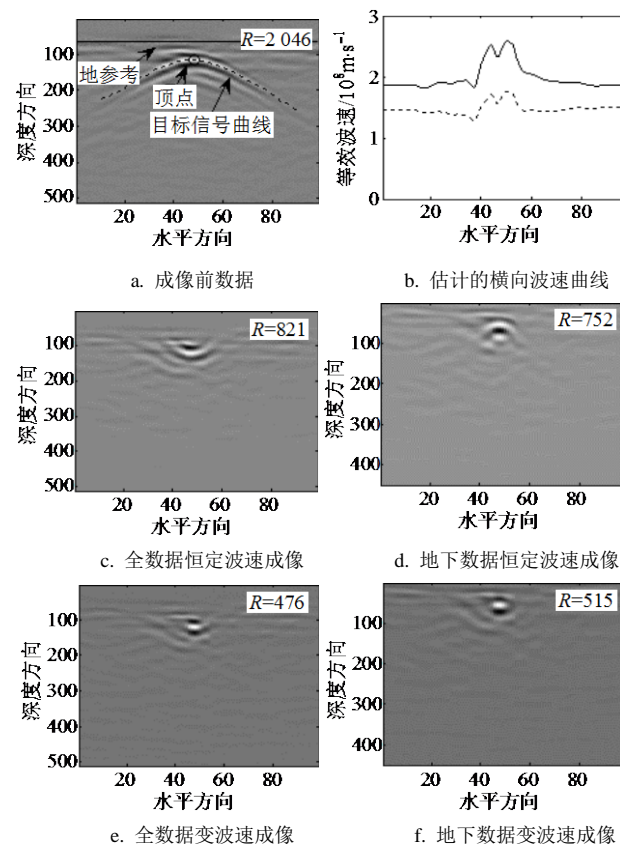 R=2 046
地参考
顶点
目标信号曲线
深度方向
100
200
300
400
500
20 40 60 80
水平方向
a. 成像前数据
等效波速/10⁸m·s⁻¹
3
2
1
0
20 40 60 80
水平方向
b. 估计的横向波速曲线
R=821
深度方向
100
200
300
400
500
20 40 60 80
水平方向
c. 全数据恒定波速成像
R=752
深度方向
100
200
300
400
20 40 60 80
水平方向
d. 地下数据恒定波速成像
R=476
深度方向
100
200
300
400
500
20 40 60 80
水平方向
e. 全数据变波速成像
R=515
深度方向
100
200
300
400
20 40 60 80
水平方向
f. 地下数据变波速成像